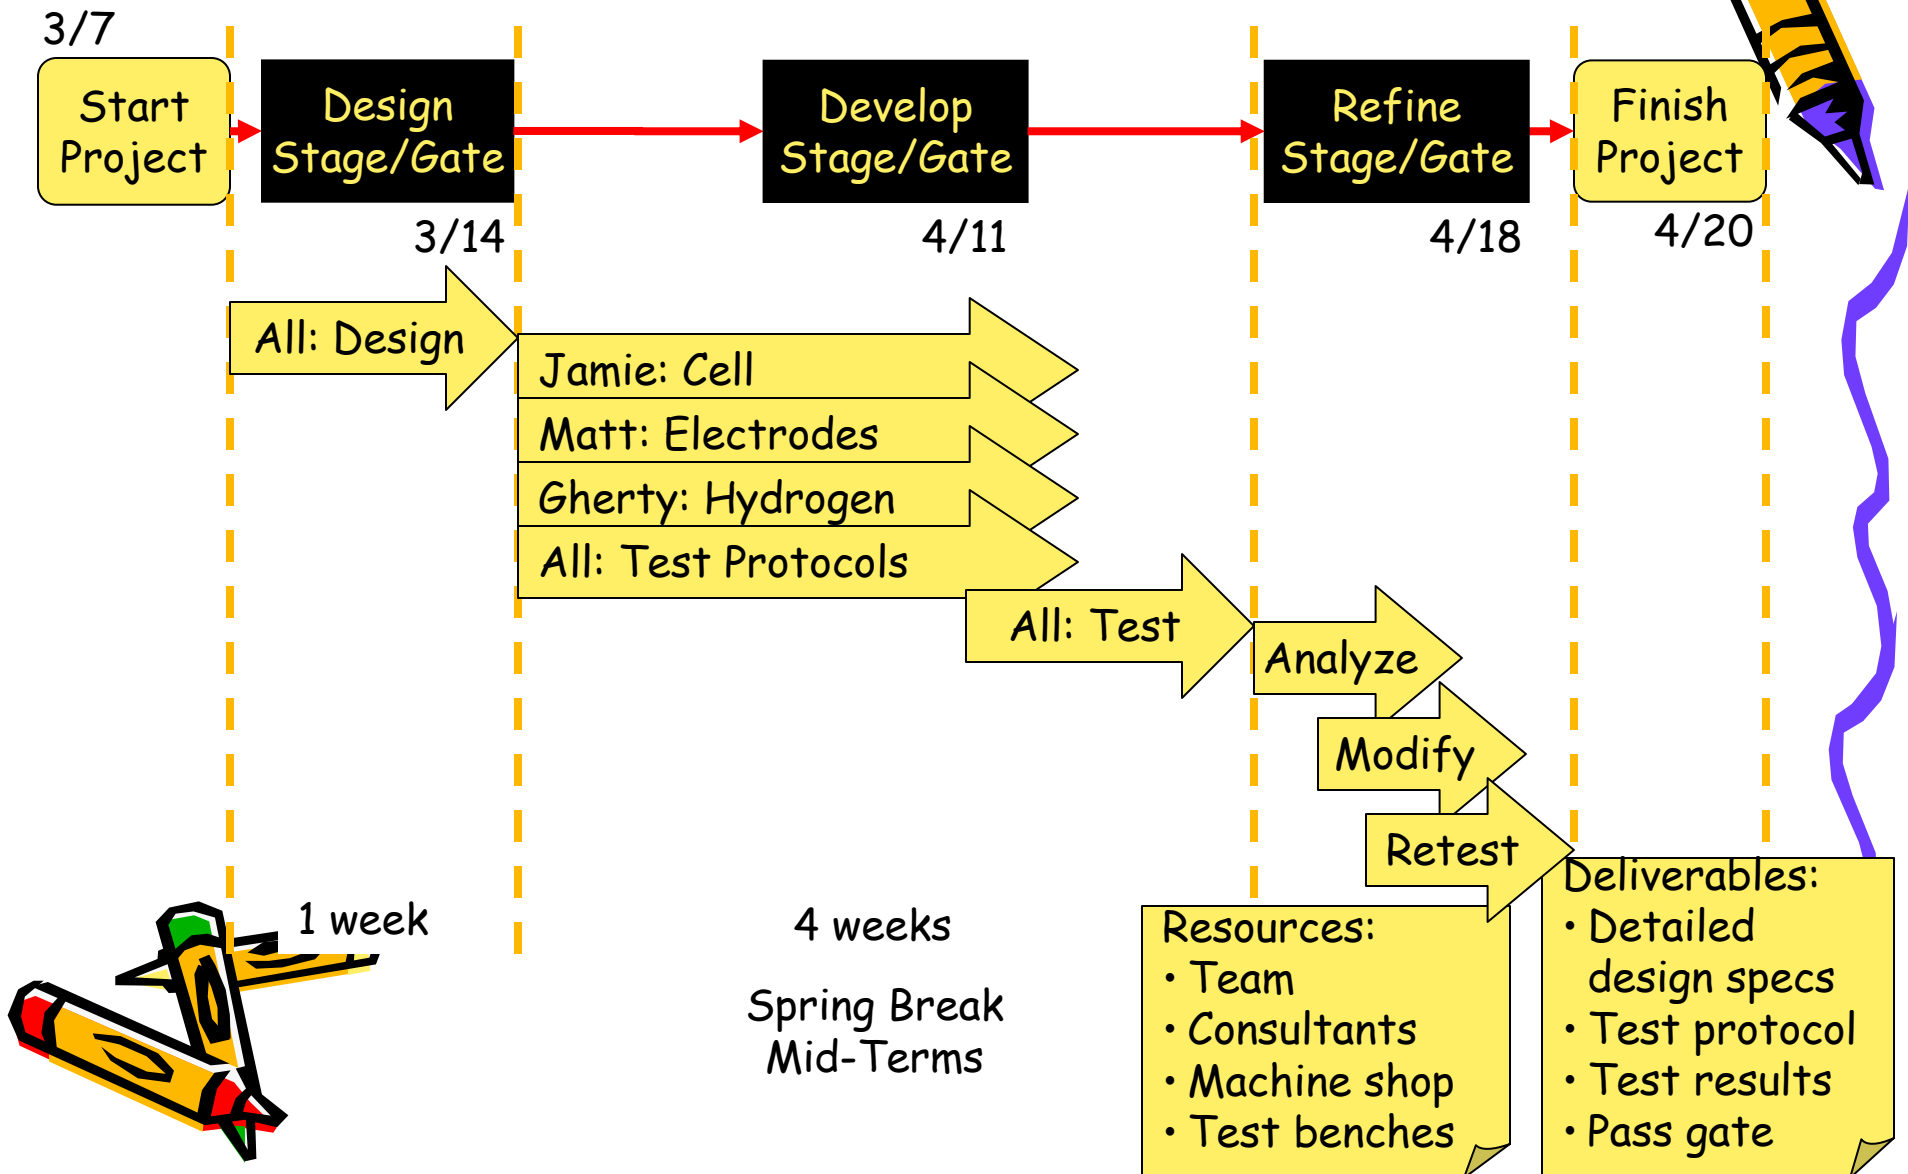 3/7
Start
Project
Design
Stage/Gate
Develop
Stage/Gate
Refine
Stage/Gate
Finish
Project
3/14
4/11
4/18
4/20
All: Design
Jamie: Cell
Matt: Electrodes
Gherty: Hydrogen
All: Test Protocols
All: Test
Analyze
Modify
Retest
1 week
4 weeks
Spring Break
Mid-Terms
Resources:
• Team
• Consultants
• Machine shop
• Test benches
Deliverables:
• Detailed
design specs
• Test protocol
• Test results
• Pass gate